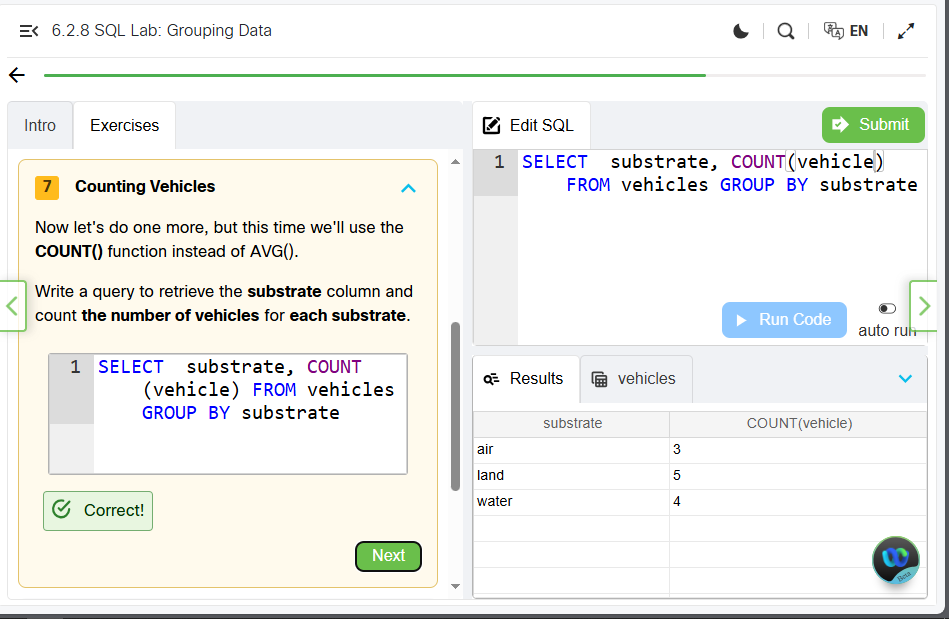 6.2.8 SQL Lab: Grouping Data
EN
Intro
Exercises
7 Counting Vehicles
Now let's do one more, but this time we'll use the
COUNT() function instead of AVG().
Write a query to retrieve the substrate column and
count the number of vehicles for each substrate.
1 SELECT  substrate, COUNT
(vehicle) FROM vehicles
GROUP BY substrate
Correct!
Next
Edit SQL
Submit
1 SELECT  substrate, COUNT(vehicle)
FROM vehicles GROUP BY substrate
Run Code
auto run
Results
vehicles
substrate COUNT(vehicle)
air 3
land 5
water 4
Beta